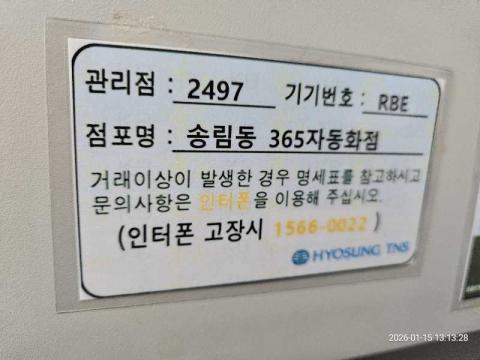 관리점 : 2497 기기번호 : RBE
점포명 : 송림동 365자동화점
거래이상이 발생한 경우 명세표를 참고하시고
문의사항은 인터폰을 이용해 주십시오.
(인터폰 고장시 1566-0022 )
HYOSUNG TNS
2026-01-15 13:13:28